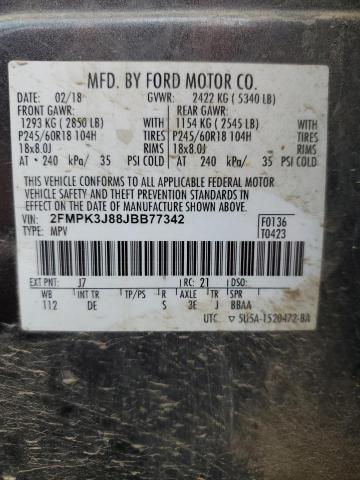 MFD. BY FORD MOTOR CO.
DATE: 02/18 GVWR: 2422 KG ( 5340 LB)
FRONT GAWR: REAR GAWR:
1293 KG ( 2850 LB) 1154 KG ( 2545 LB)
P245/60R18 104H TIRES P245/60R18 104H TIRES
18x8.0J RIMS 18x8.0J RIMS
AT • 240 kPa/ 35 PSI COLD AT • 240 kPa/ 35 PSI COLD
THIS VEHICLE CONFORMS TO ALL APPLICABLE FEDERAL MOTOR
VEHICLE SAFETY AND THEFT PREVENTION STANDARDS IN
EFFECT ON THE DATE OF MANUFACTURE SHOWN ABOVE.
VIN: 2FMPK3J88JBB77342 F0136
TYPE: MPV T0423
EXT PNT: J7 RC: 21 DSO:
WB INT TR TP/PS R AXLE TR SPR
112 DE S 3E J BBAA
UTC ▽ 5U5A-1520472-BA